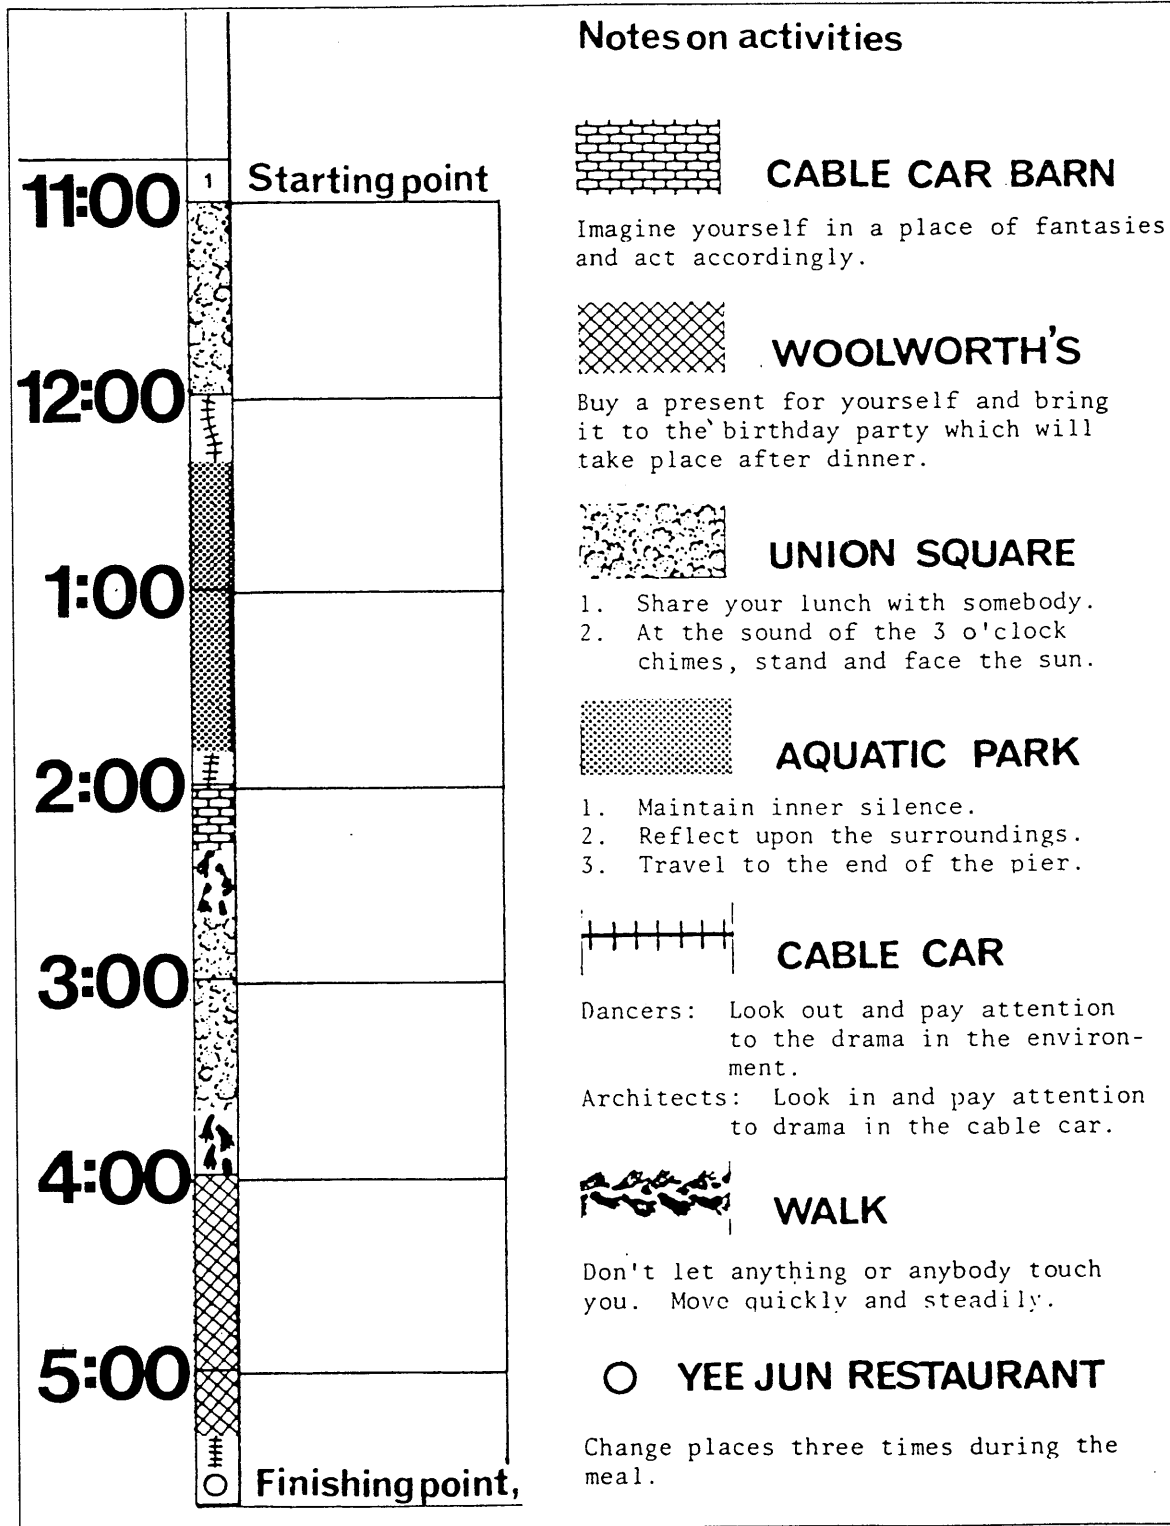 11:00
1
Starting point
12:00
1:00
2:00
3:00
4:00
5:00
Finishing point,
Notes on activities
CABLE CAR BARN
Imagine yourself in a place of fantasies
and act accordingly.
WOOLWORTH'S
Buy a present for yourself and bring
it to the birthday party which will
take place after dinner.
UNION SQUARE
1. Share your lunch with somebody.
2. At the sound of the 3 o'clock
chimes, stand and face the sun.
AQUATIC PARK
1. Maintain inner silence.
2. Reflect upon the surroundings.
3. Travel to the end of the pier.
CABLE CAR
Dancers: Look out and pay attention
to the drama in the environ-
ment.
Architects: Look in and pay attention
to drama in the cable car.
WALK
Don't let anything or anybody touch
you. Move quickly and steadily.
YEE JUN RESTAURANT
Change places three times during the
meal.